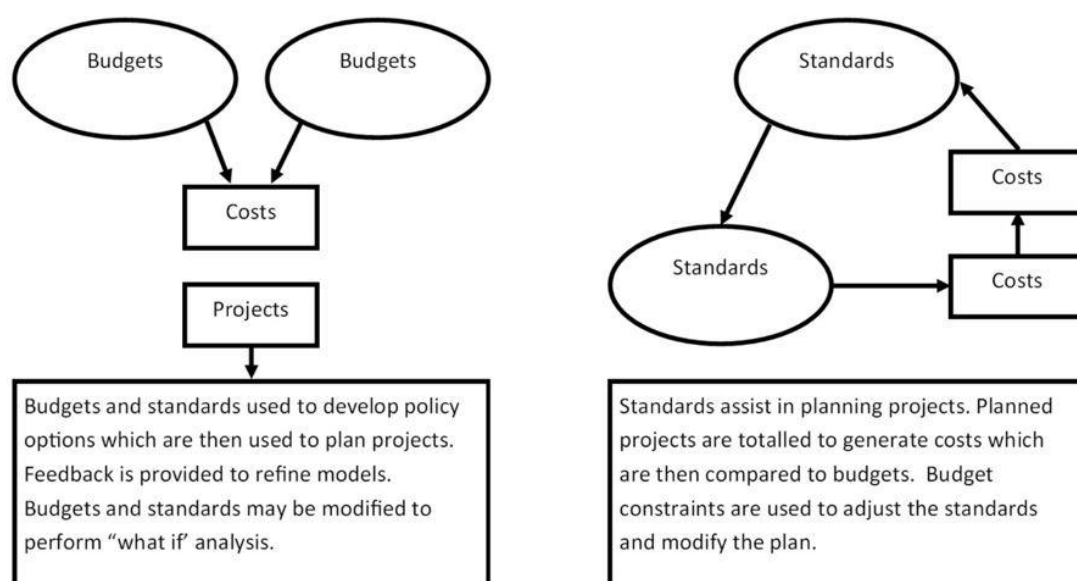 Budgets
Budgets
Costs
Projects
Budgets and standards used to develop policy
options which are then used to plan projects.
Feedback is provided to refine models.
Budgets and standards may be modified to
perform “what if’ analysis.
Standards
Costs
Standards
Costs
Standards assist in planning projects. Planned
projects are totalled to generate costs which
are then compared to budgets.  Budget
constraints are used to adjust the standards
and modify the plan.